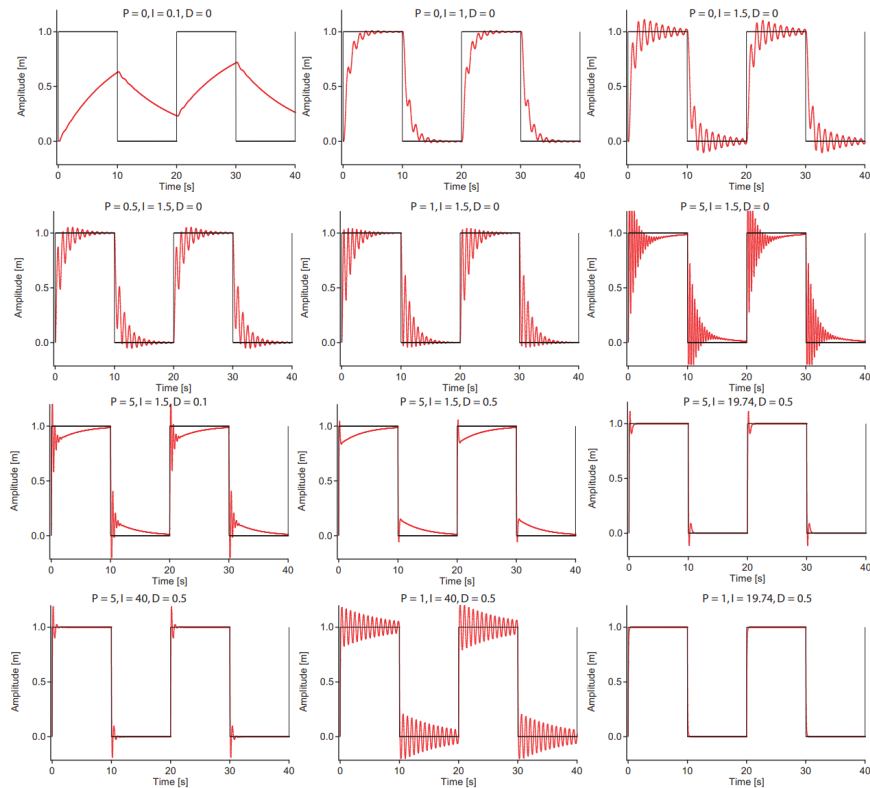 P = 0, I = 0.1, D = 0
Amplitude [m]
1.0
0.5
0.0
0 10 20 30 40
Time [s]
P = 0, I = 1, D = 0
Amplitude [m]
1.0
0.5
0.0
0 10 20 30 40
Time [s]
P = 0, I = 1.5, D = 0
Amplitude [m]
1.0
0.5
0.0
0 10 20 30 40
Time [s]
P = 0.5, I = 1.5, D = 0
Amplitude [m]
1.0
0.5
0.0
0 10 20 30 40
Time [s]
P = 1, I = 1.5, D = 0
Amplitude [m]
1.0
0.5
0.0
0 10 20 30 40
Time [s]
P = 5, I = 1.5, D = 0
Amplitude [m]
1.0
0.5
0.0
0 10 20 30 40
Time [s]
P = 5, I = 1.5, D = 0.1
Amplitude [m]
1.0
0.5
0.0
0 10 20 30 40
Time [s]
P = 5, I = 1.5, D = 0.5
Amplitude [m]
1.0
0.5
0.0
0 10 20 30 40
Time [s]
P = 5, I = 19.74, D = 0.5
Amplitude [m]
1.0
0.5
0.0
0 10 20 30 40
Time [s]
P = 5, I = 40, D = 0.5
Amplitude [m]
1.0
0.5
0.0
0 10 20 30 40
Time [s]
P = 1, I = 40, D = 0.5
Amplitude [m]
1.0
0.5
0.0
0 10 20 30 40
Time [s]
P = 1, I = 19.74, D = 0.5
Amplitude [m]
1.0
0.5
0.0
0 10 20 30 40
Time [s]